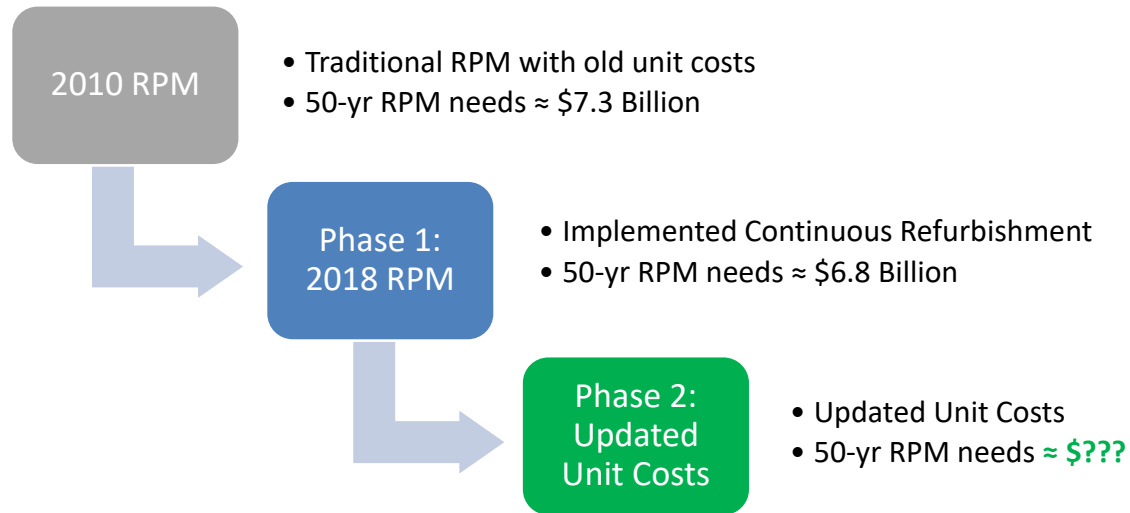 2010 RPM
• Traditional RPM with old unit costs
• 50-yr RPM needs ≈ $7.3 Billion
Phase 1:
2018 RPM
• Implemented Continuous Refurbishment
• 50-yr RPM needs ≈ $6.8 Billion
Phase 2:
Updated
Unit Costs
• Updated Unit Costs
• 50-yr RPM needs ≈ $???